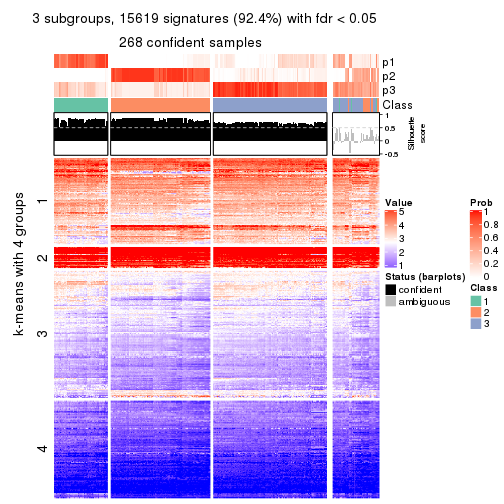 3 subgroups, 15619 signatures (92.4%) with fdr < 0.05
268 confident samples
p1
p2
p3
Class
1
0.5
0
-0.5
Silhouette
score
k-means with 4 groups
1
2
3
4
Value
5
4
3
2
1
Status (barplots)
confident
ambiguous
Prob
1
0.8
0.6
0.4
0.2
0
Class
1
2
3